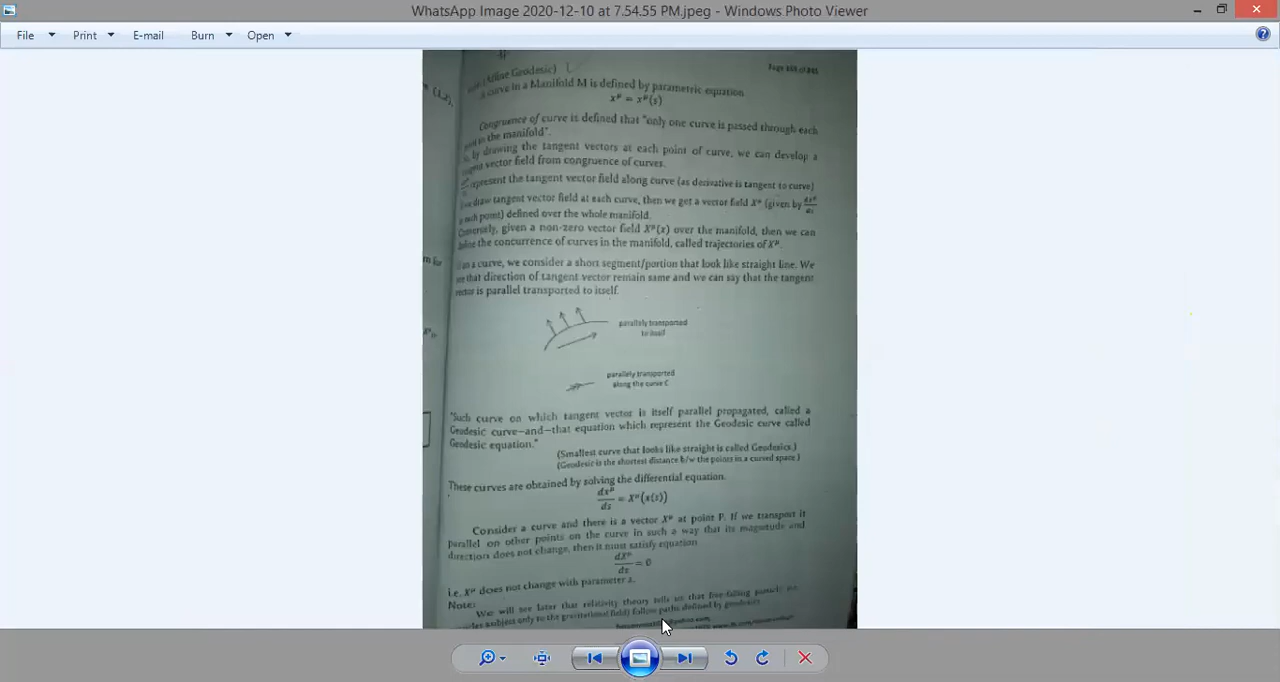 WhatsApp Image 2020-12-10 at 7.54.55 PM.jpeg - Windows Photo Viewer
File Print E-mail Burn Open
(Affine Geodesic)
a curve in a Manifold M is defined by parametric equation
x^μ = x^μ(s)
Congruence of curve is defined that "only one curve is passed through each
point in the manifold".
by drawing the tangent vectors at each point of curve, we can develop a
tangent vector field from congruence of curves.
represent the tangent vector field along curve (as derivative is tangent to curve)
we draw tangent vector field at each curve, then we get a vector field X^μ (given by dx^μ/ds
each point) defined over the whole manifold.
Conversely, given a non-zero vector field X^μ(x) over the manifold, then we can
define the concurrence of curves in the manifold, called trajectories of X^μ.
on a curve, we consider a short segment/portion that look like straight line. We
see that direction of tangent vector remain same and we can say that the tangent
vector is parallel transported to itself.
parallely transported
to itself
parallely transported
along the curve C
"Such curve on which tangent vector is itself parallel propagated, called a
Geodesic curve—and—that equation which represent the Geodesic curve called
Geodesic equation."
(Smallest curve that looks like straight is called Geodesics.)
(Geodesic is the shortest distance b/w the points in a curved space)
These curves are obtained by solving the differential equation.
dx^μ/ds = X^μ(x(s))
Consider a curve and there is a vector X^μ at point P. If we transport it
parallel on other points on the curve in such a way that its magnitude and
direction does not change, then it must satisfy equation
dX^μ/ds = 0
i.e. X^μ does not change with parameter s.
Note:
We will see later that relativity theory tells us that free-falling
subject only to the gravitational field) follow paths defined by geodesics